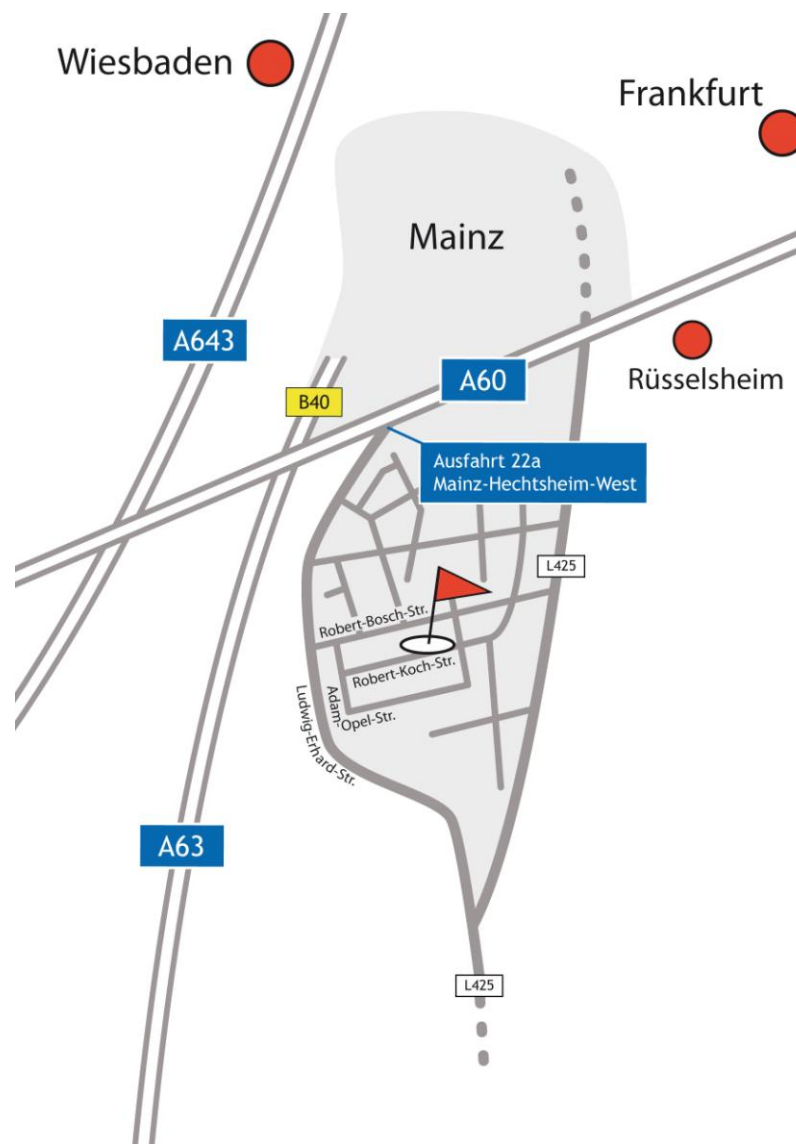 Wiesbaden
Frankfurt
Mainz
A643
A60
Rüsselsheim
B40
Ausfahrt 22a
Mainz-Hechtsheim-West
L425
Robert-Bosch-Str.
Robert-Koch-Str.
Adam-
Opel-Str.
Ludwig-Erhard-Str.
A63
L425